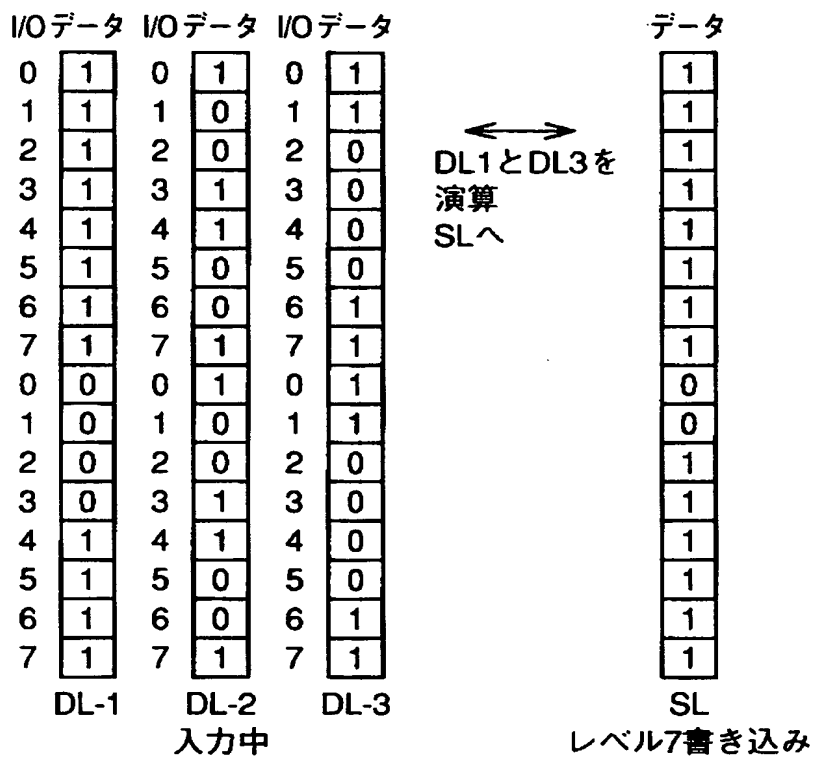 I/Oデータ I/Oデータ I/Oデータ データ
0 1 0 1 0 1 1
1 1 1 0 1 1 1
2 1 2 0 2 0 1
3 1 3 1 3 0 1
4 1 4 1 4 0 1
5 1 5 0 5 0 1
6 1 6 0 6 1 1
7 1 7 1 7 1 1
0 0 0 1 0 1 0
1 0 1 0 1 1 0
2 0 2 0 2 0 1
3 0 3 1 3 0 1
4 1 4 1 4 0 1
5 1 5 0 5 0 1
6 1 6 0 6 1 1
7 1 7 1 7 1 1
DL1とDL3を
演算
SLへ
DL-1 DL-2 DL-3 SL
入力中 レベル7書き込み